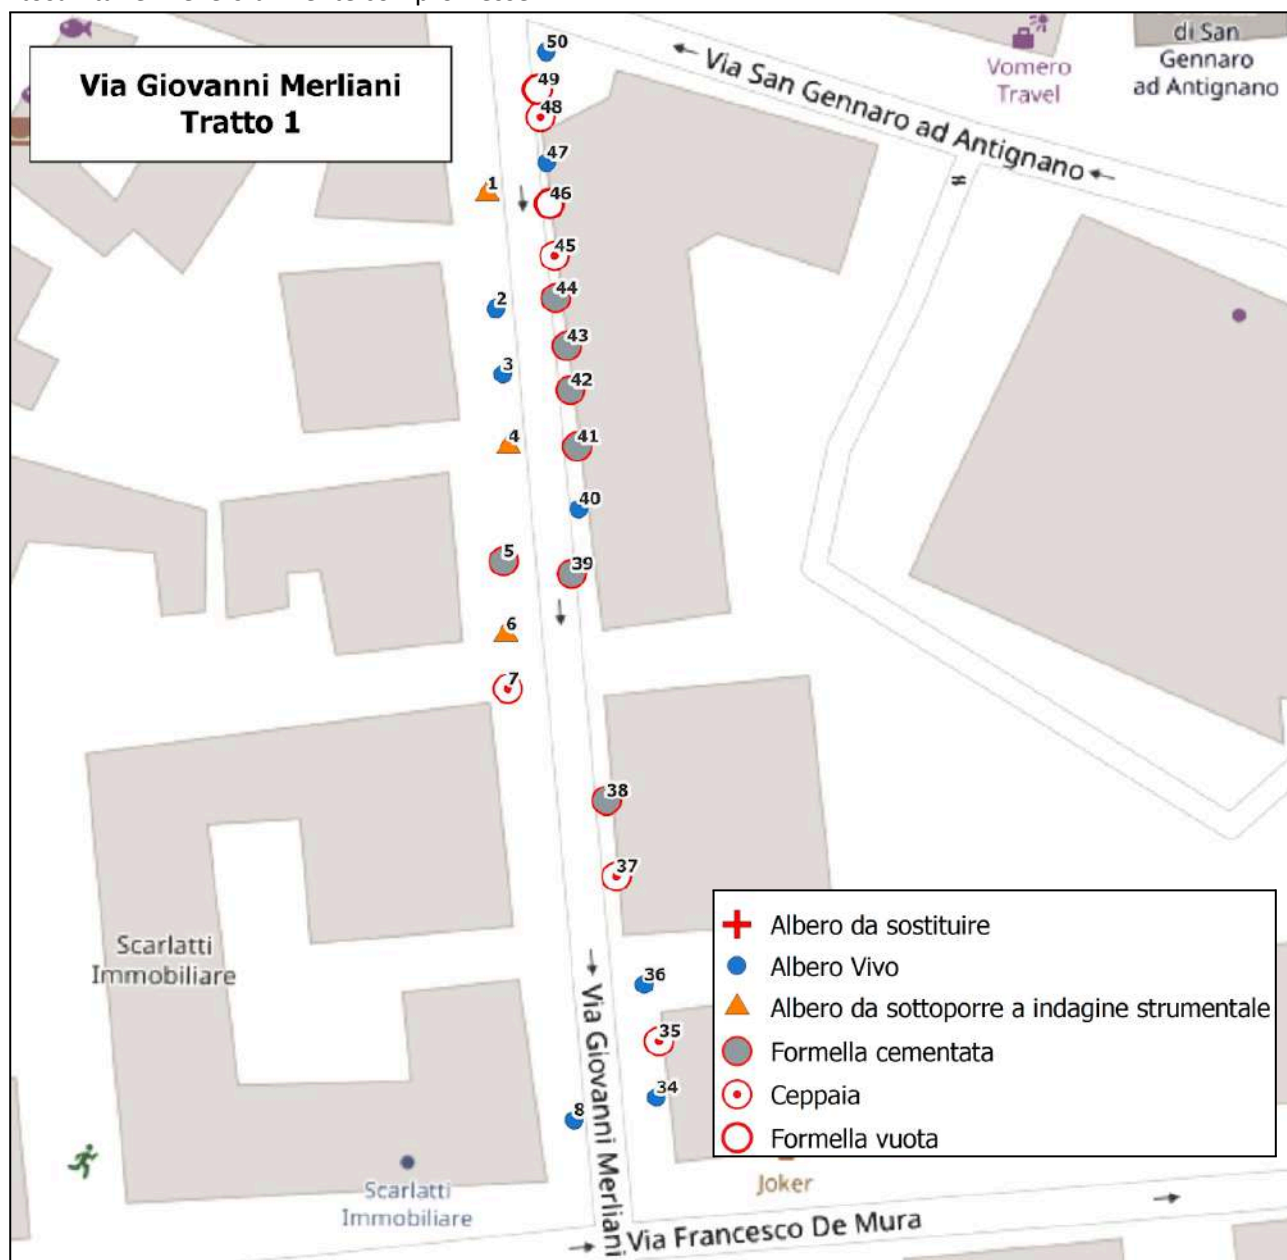 Via Giovanni Merliani
Tratto 1
50
49
48
47
46
45
44
43
42
41
40
39
38
37
36
35
34
1
2
3
4
5
6
7
8
← Via San Gennaro ad Antignano ←
Vomero
Travel
di San
Gennaro
ad Antignano
Scarlatti
Immobiliare
Via Giovanni Merliani
Albero da sostituire
Albero Vivo
Albero da sottoporre a indagine strumentale
Formella cementata
Ceppaia
Formella vuota
Joker
Scarlatti
Immobiliare
Via Francesco De Mura